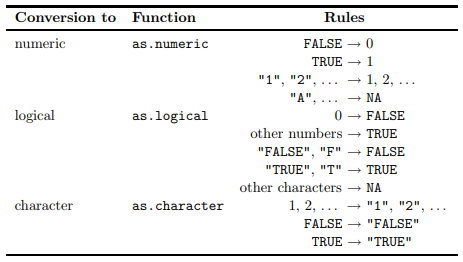 Conversion to Function Rules
numeric as.numeric FALSE → 0
TRUE → 1
"1", "2", ... → 1, 2, ...
"A", ... → NA
logical as.logical 0 → FALSE
other numbers → TRUE
"FALSE", "F" → FALSE
"TRUE", "T" → TRUE
other characters → NA
character as.character 1, 2, ... → "1", "2", ...
FALSE → "FALSE"
TRUE → "TRUE"